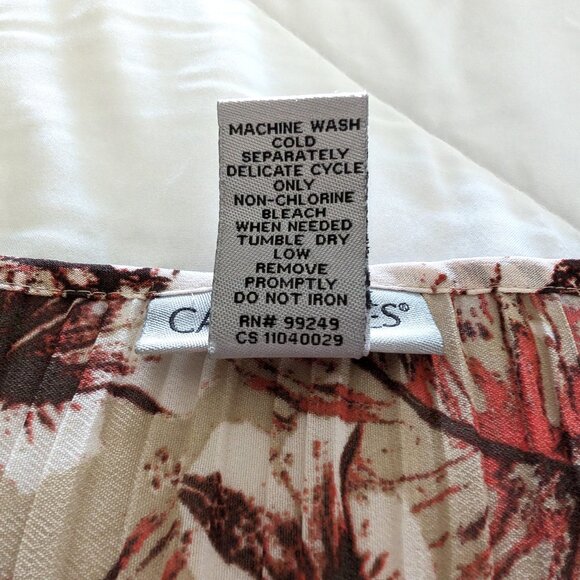 MACHINE WASH
COLD
SEPARATELY
DELICATE CYCLE
ONLY
NON-CHLORINE
BLEACH
WHEN NEEDED
TUMBLE DRY
LOW
REMOVE
PROMPTLY
DO NOT IRON
RN# 99249
CS 11040029